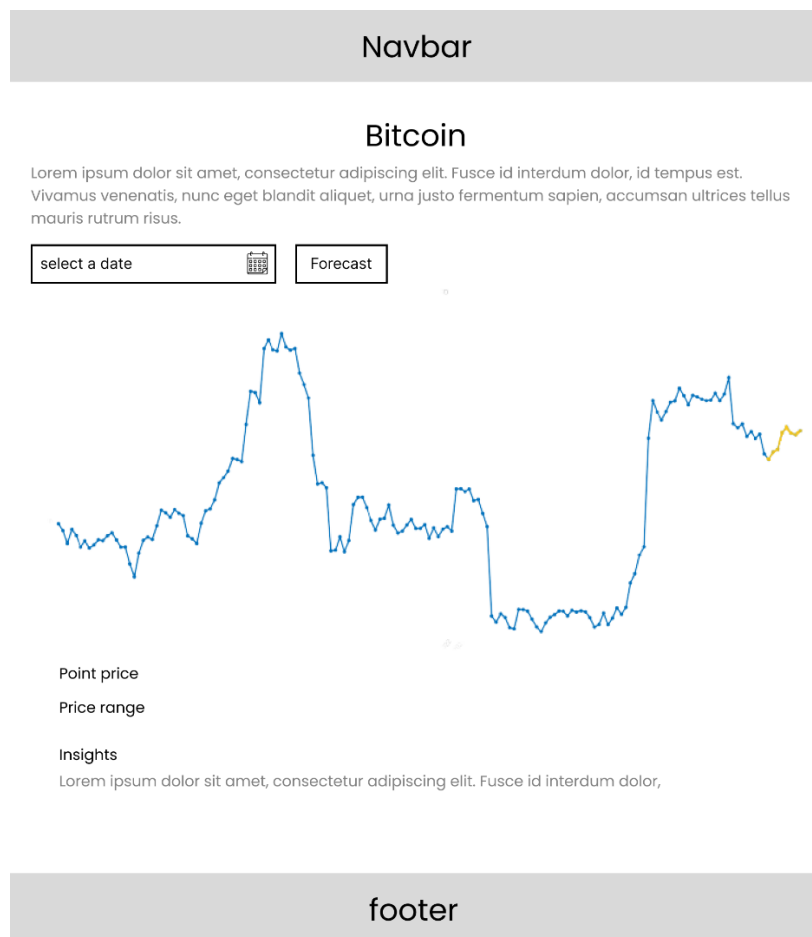 Navbar
Bitcoin
Lorem ipsum dolor sit amet, consectetur adipiscing elit. Fusce id interdum dolor, id tempus est.
Vivamus venenatis, nunc eget blandit aliquet, urna justo fermentum sapien, accumsan ultrices tellus
mauris rutrum risus.
select a date
Forecast
Point price
Price range
Insights
Lorem ipsum dolor sit amet, consectetur adipiscing elit. Fusce id interdum dolor,
footer